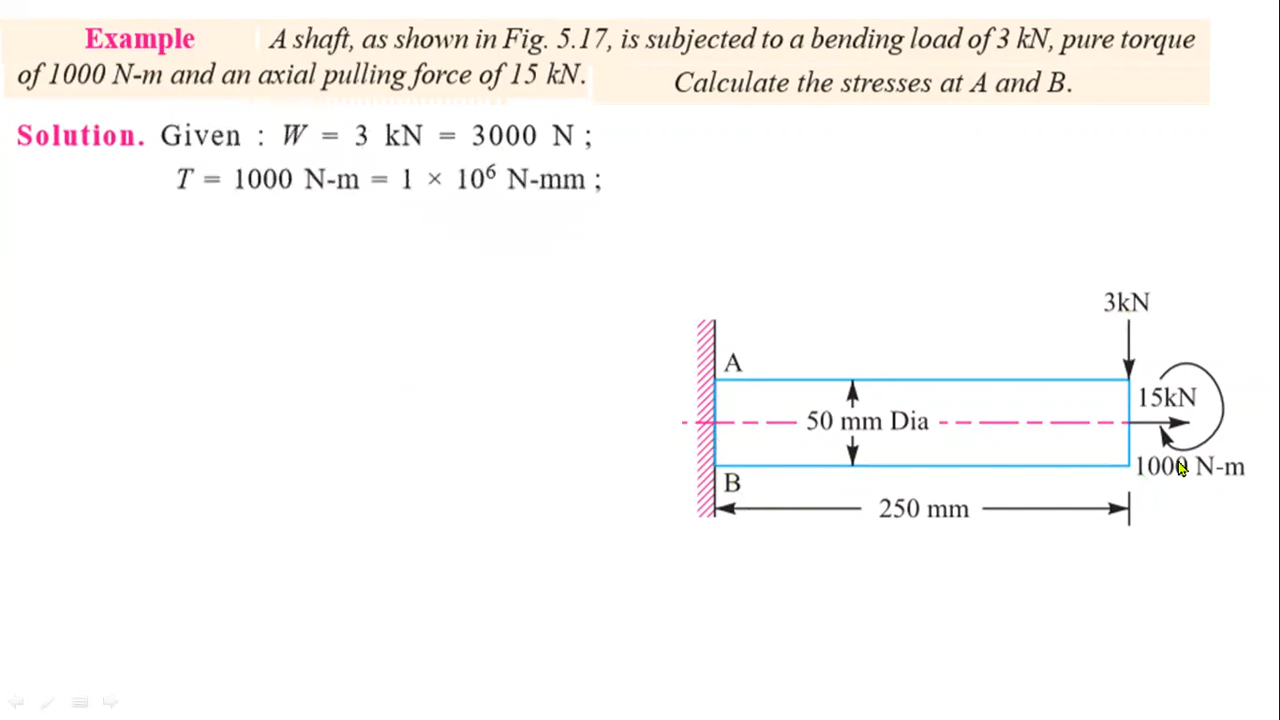 Example A shaft, as shown in Fig. 5.17, is subjected to a bending load of 3 kN, pure torque
of 1000 N-m and an axial pulling force of 15 kN. Calculate the stresses at A and B.
Solution. Given : W = 3 kN = 3000 N ;
T = 1000 N-m = 1 × 10⁶ N-mm ;
3kN
A
15kN
50 mm Dia
1000 N-m
B
250 mm